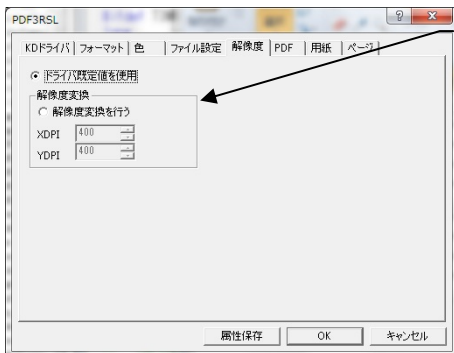 PDF3RSL
KDドライバ フォーマット 色 ファイル設定 解像度 PDF 用紙 ページ
ドライバ既定値を使用
解像度変換
解像度変換を行う
XDPI 400
YDPI 400
属性保存 OK キャンセル